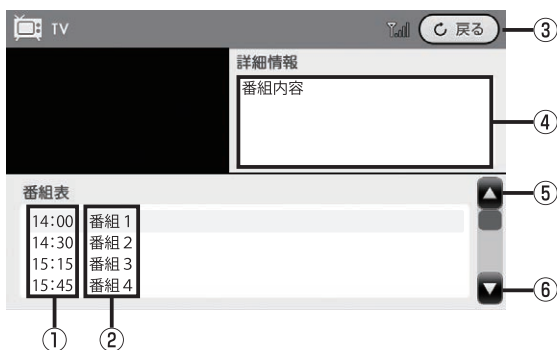 TV
戻る
③
詳細情報
番組内容
④
番組表
⑤
14:00 番組1
14:30 番組2
15:15 番組3
15:45 番組4
⑥
① ②